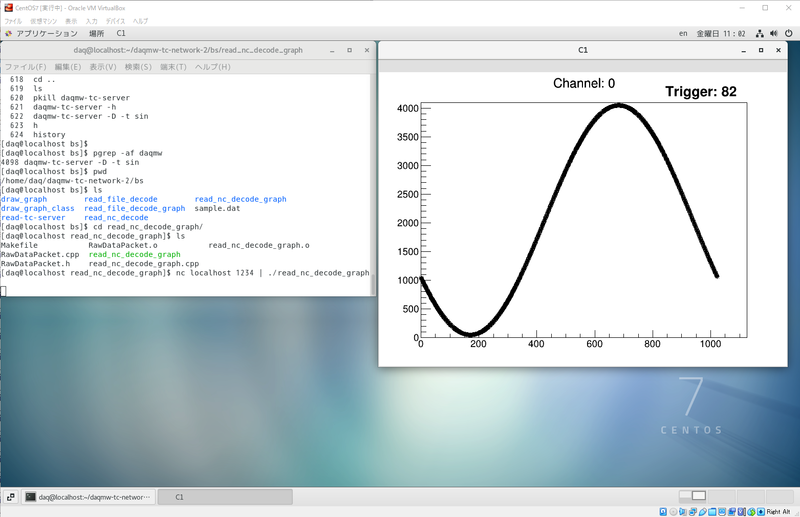 CentOS7 [実行中] - Oracle VM VirtualBox
ファイル 仮想マシン 表示 入力 デバイス ヘルプ
アプリケーション 場所 C1 en 金曜日 11：02
daq@localhost:~/daqmw-tc-network-2/bs/read_nc_decode_graph
ファイル(F) 編集(E) 表示(V) 検索(S) 端末(T) ヘルプ(H)
618 cd ..
619 ls
620 pkill daqmw-tc-server
621 daqmw-tc-server -h
622 daqmw-tc-server -D -t sin
623 h
624 history
[daq@localhost bs]$
[daq@localhost bs]$ pgrep -af daqmw
4098 daqmw-tc-server -D -t sin
[daq@localhost bs]$ pwd
/home/daq/daqmw-tc-network-2/bs
[daq@localhost bs]$ ls
draw_graph read_file_decode read_nc_decode_graph
draw_graph_class read_file_decode_graph sample.dat
read-tc-server read_nc_decode
[daq@localhost bs]$ cd read_nc_decode_graph/
[daq@localhost read_nc_decode_graph]$ ls
Makefile RawDataPacket.o read_nc_decode_graph.o
RawDataPacket.cpp read_nc_decode_graph
RawDataPacket.h read_nc_decode_graph.cpp
[daq@localhost read_nc_decode_graph]$ nc localhost 1234 | ./read_nc_decode_graph
C1
Channel: 0
Trigger: 82
4000
3500
3000
2500
2000
1500
1000
500
0
0 200 400 600 800 1000
7
CENTOS
daq@localhost:~/daqmw-tc-networ… C1
Right Alt